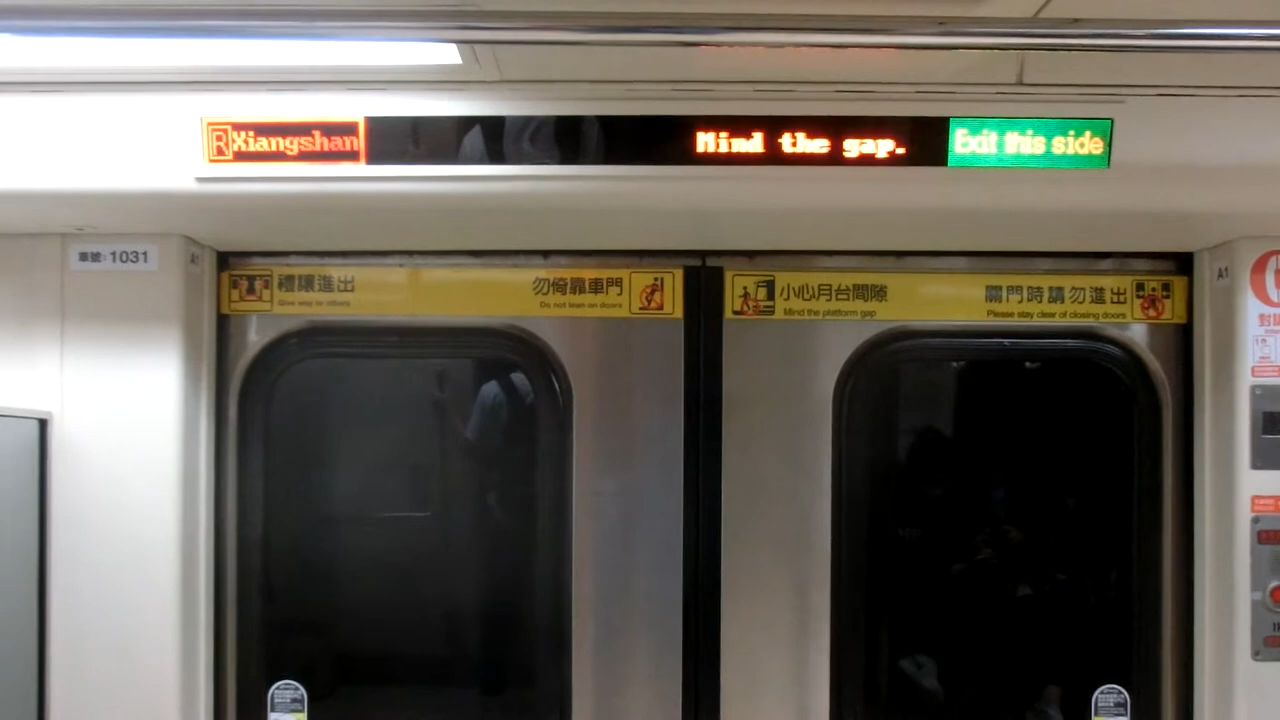 R Xiangshan Mind the gap. Exit this side
車號:1031
A1
禮讓進出
Give way to others
勿倚靠車門
Do not lean on doors
小心月台間隙
Mind the platform gap
關門時請勿進出
Please stay clear of closing doors
A1